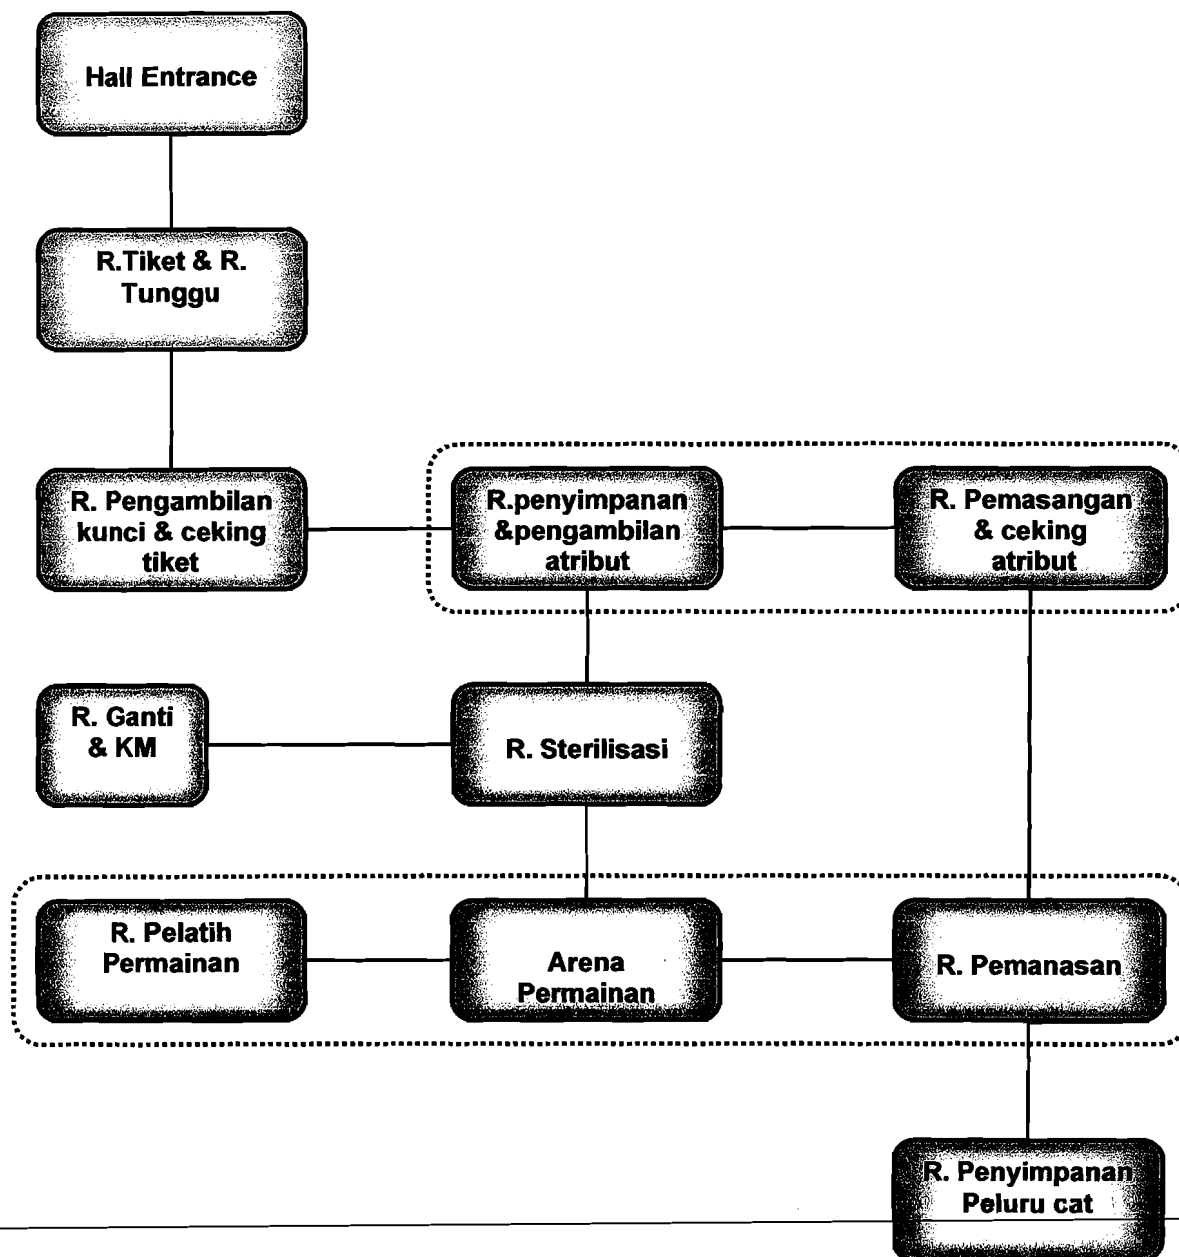 Hall Entrance
R.Tiket & R.
Tunggu
R. Pengambilan
kunci & ceking
tiket
R.penyimpanan
&pengambilan
atribut
R. Pemasangan
& ceking
atribut
R. Ganti
& KM
R. Sterilisasi
R. Pelatih
Permainan
Arena
Permainan
R. Pemanasan
R. Penyimpanan
Peluru cat